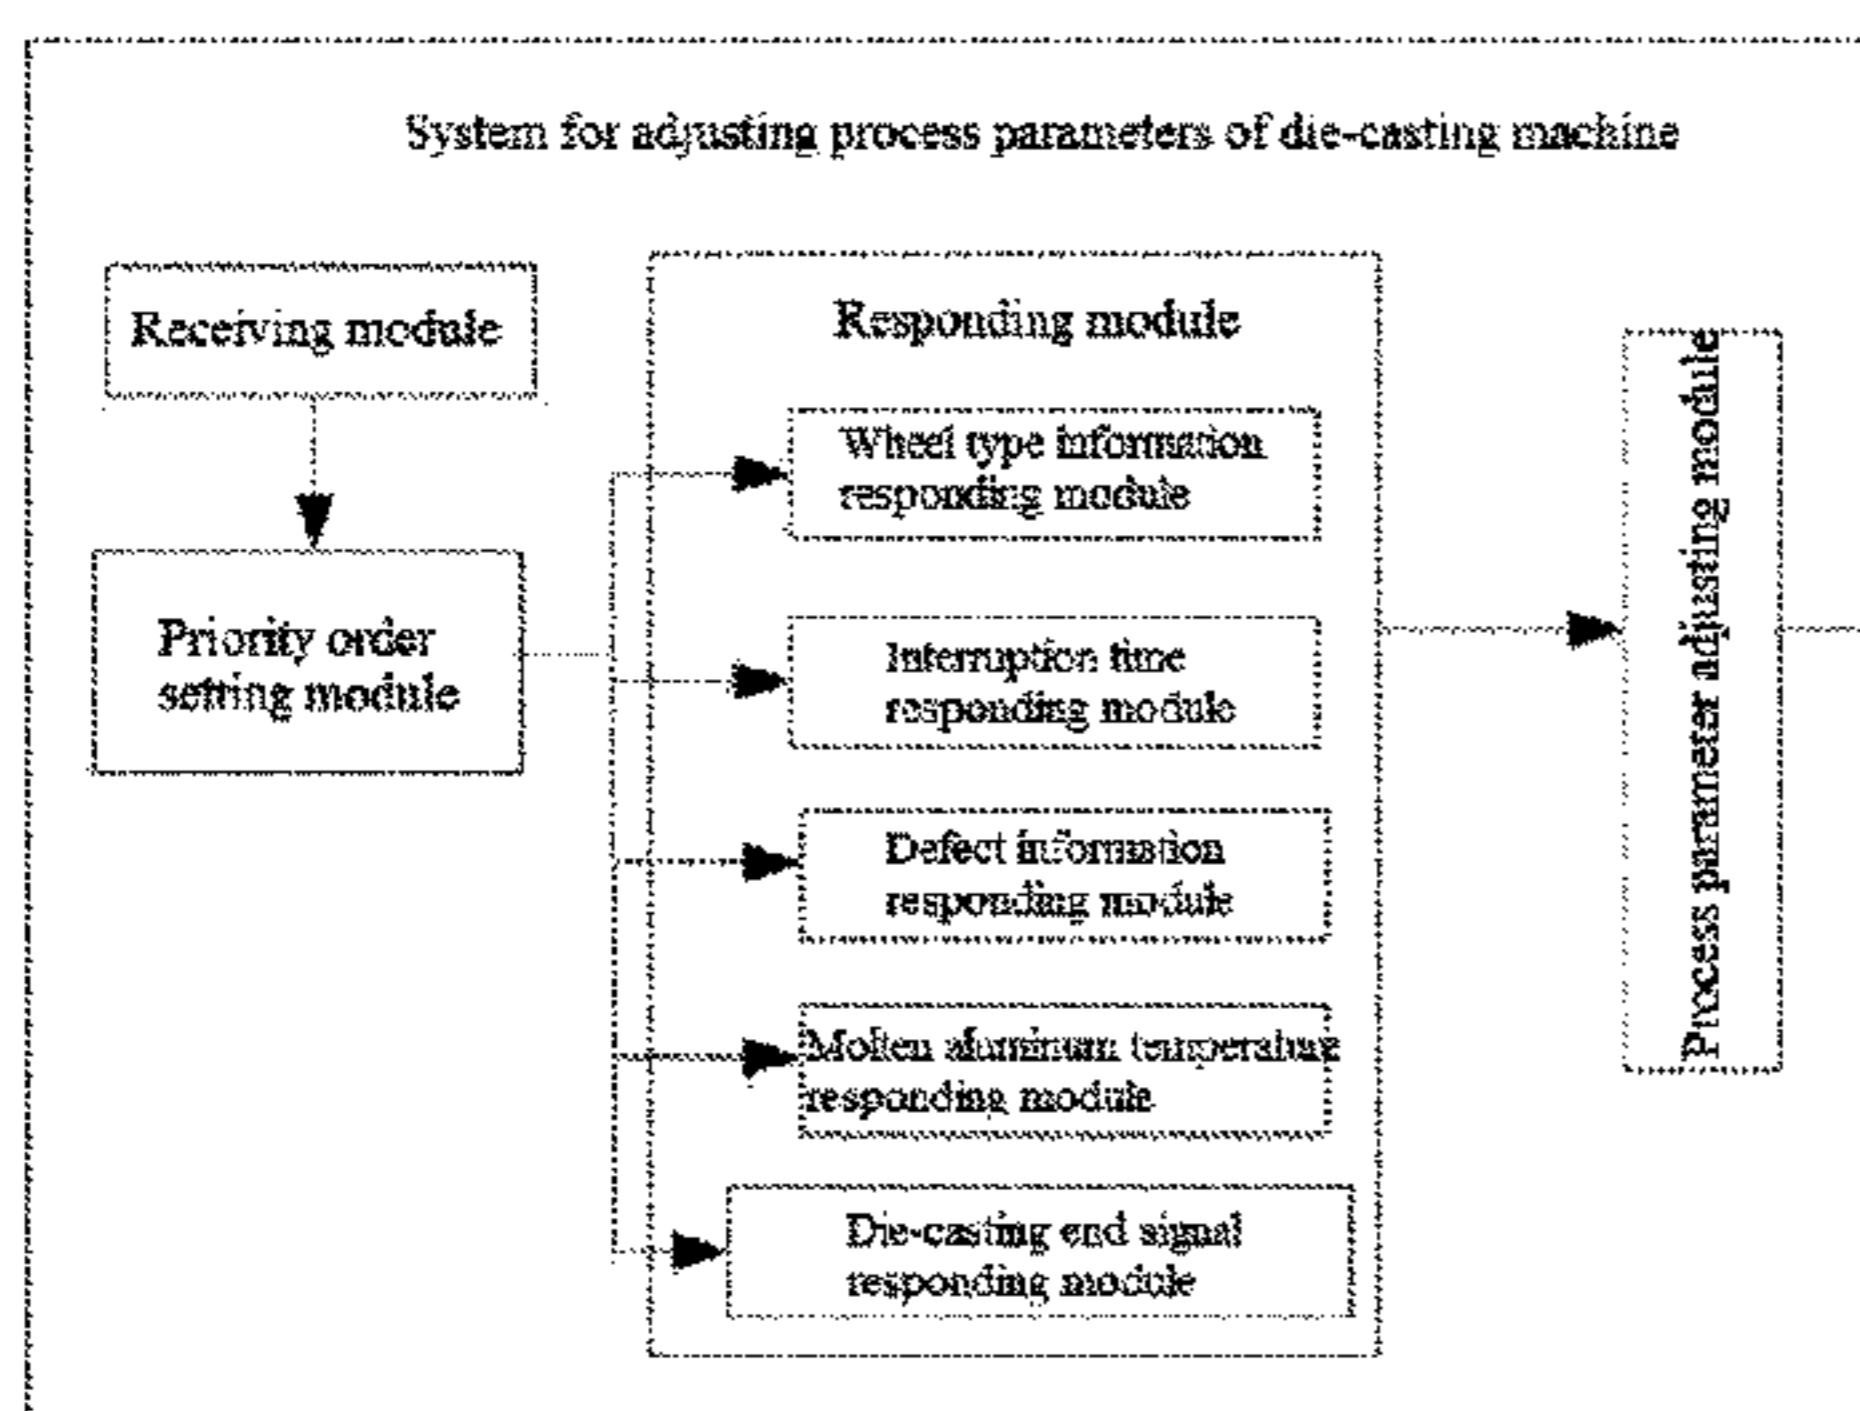 System for adjusting process parameters of die-casting machine
Receiving module
Priority order
setting module
Responding module
Wheel type information
responding module
Interruption time
responding module
Defect information
responding module
Molten aluminum temperature
responding module
Die-casting end signal
responding module
Process parameter adjusting module